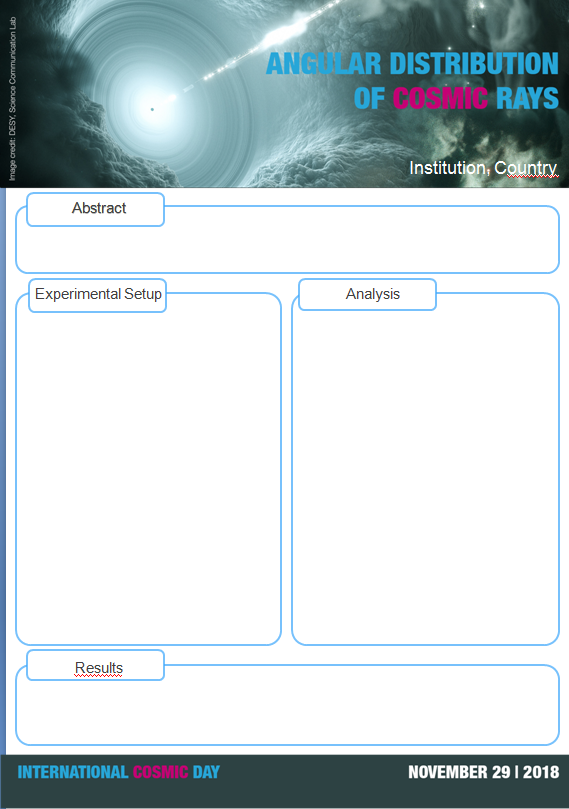 Image credit: DESY, Science Communication Lab
ANGULAR DISTRIBUTION
OF COSMIC RAYS
Institution, Country
Abstract
Experimental Setup
Analysis
Results
INTERNATIONAL COSMIC DAY
NOVEMBER 29 | 2018